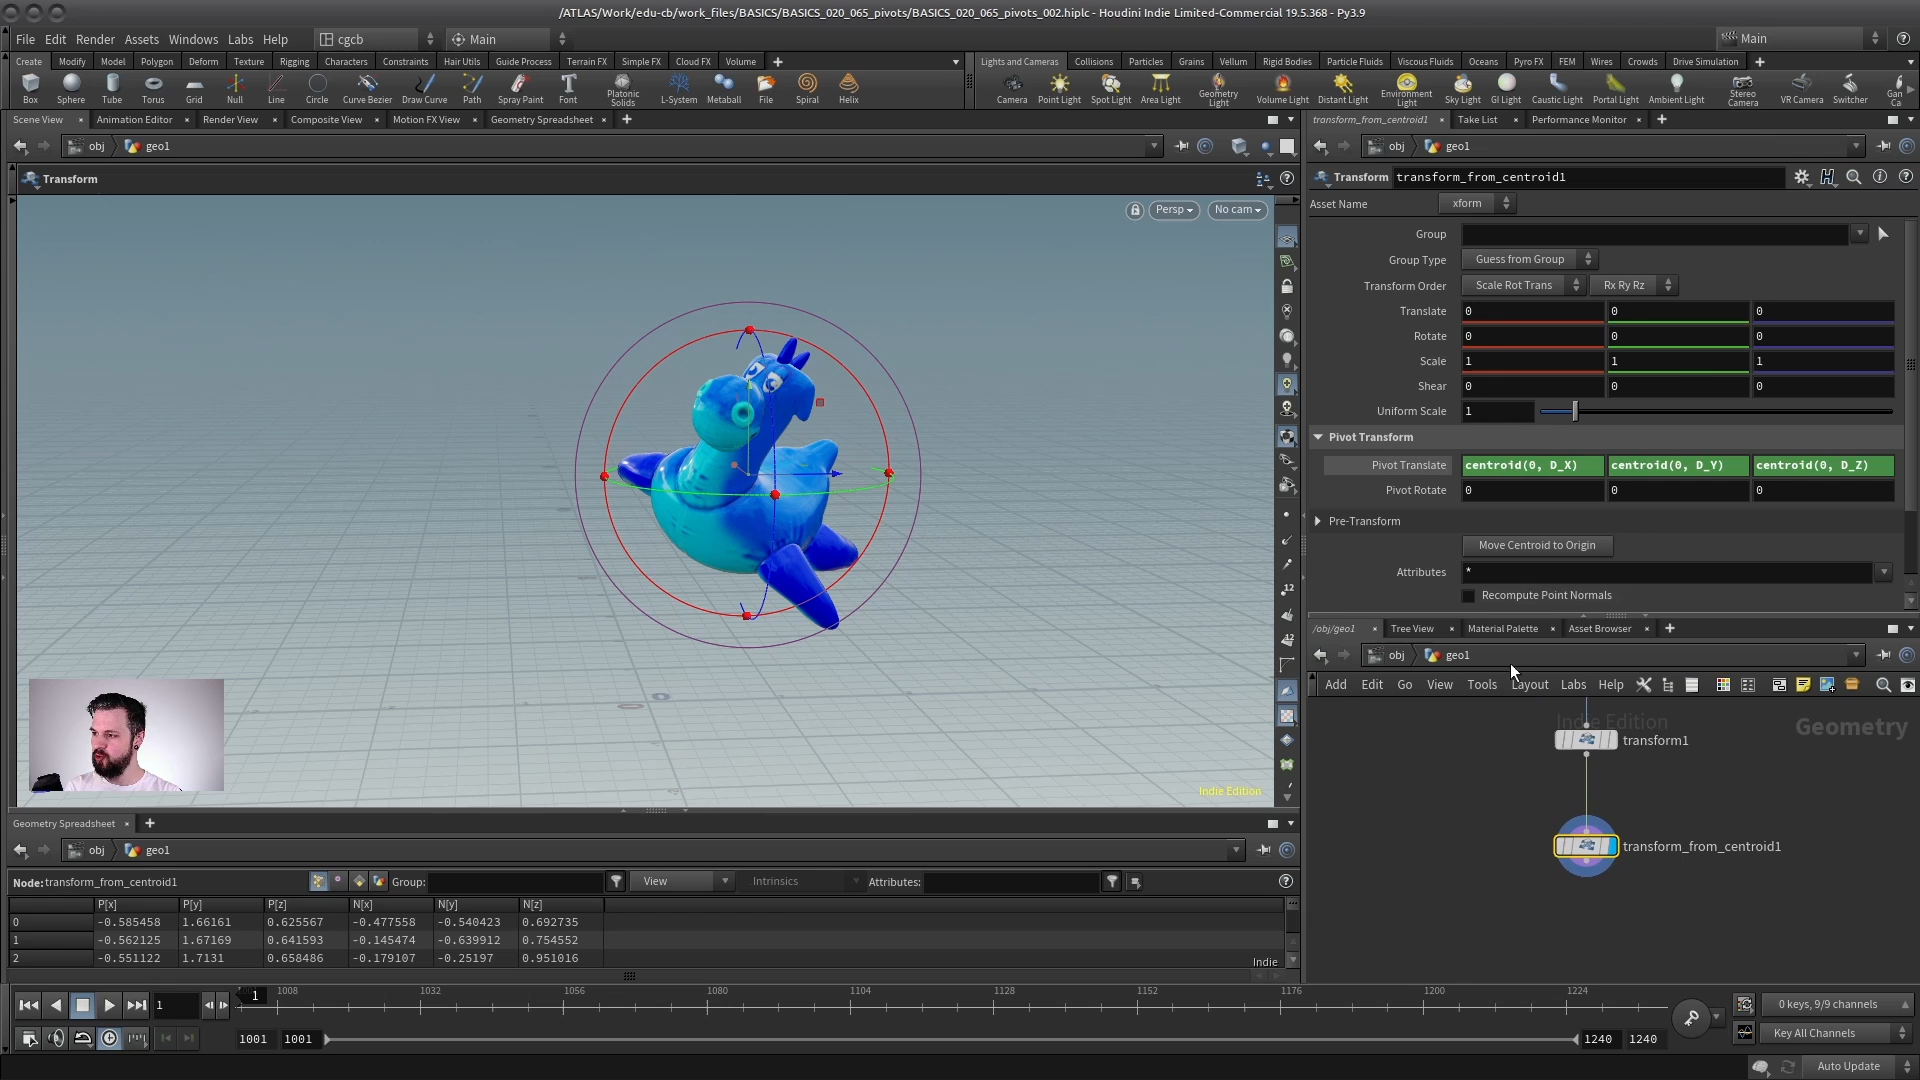 /ATLAS/Work/edu-cb/work_files/BASICS/BASICS_020_065_pivots/BASICS_020_065_pivots_002.hiplc - Houdini Indie Limited-Commercial 19.5.368 - Py3.9
File Edit Render Assets Windows Labs Help cgcb Main Main
Create Modify Model Polygon Deform Texture Rigging Characters Constraints Hair Utils Guide Process Terrain FX Simple FX Cloud FX Volume
Lights and Cameras Collisions Particles Grains Vellum Rigid Bodies Particle Fluids Viscous Fluids Oceans Pyro FX FEM Wires Crowds Drive Simulation
Box Sphere Tube Torus Grid Null Line Circle Curve Bezier Draw Curve Path Spray Paint Font Platonic Solids L-System Metaball File Spiral Helix
Camera Point Light Spot Light Area Light Geometry Light Volume Light Distant Light Environment Light Sky Light GI Light Caustic Light Portal Light Ambient Light Stereo Camera VR Camera Switcher
Scene View Animation Editor Render View Composite View Motion FX View Geometry Spreadsheet
transform_from_centroid1 Take List Performance Monitor
obj geo1
obj geo1
Transform
Persp No cam
Indie Edition
Transform transform_from_centroid1
Asset Name xform
Group
Group Type Guess from Group
Transform Order Scale Rot Trans Rx Ry Rz
Translate 0 0 0
Rotate 0 0 0
Scale 1 1 1
Shear 0 0 0
Uniform Scale 1
Pivot Transform
Pivot Translate centroid(0, D_X) centroid(0, D_Y) centroid(0, D_Z)
Pivot Rotate 0 0 0
Pre-Transform
Move Centroid to Origin
Attributes *
Recompute Point Normals
/obj/geo1 Tree View Material Palette Asset Browser
obj geo1
Add Edit Go View Tools Layout Labs Help
Indie Edition
Geometry
transform1
transform_from_centroid1
Geometry Spreadsheet
obj geo1
Node: transform_from_centroid1 Group: View Intrinsics Attributes:
P[x] P[y] P[z] N[x] N[y] N[z]
0 -0.585458 1.66161 0.625567 -0.477558 -0.540423 0.692735
1 -0.562125 1.67169 0.641593 -0.145474 -0.639912 0.754552
2 -0.551122 1.7131 0.658486 -0.179107 -0.25197 0.951016
Indie
1 1 1008 1032 1056 1080 1104 1128 1152 1176 1200 1224
0 keys, 9/9 channels
1001 1001 1240 1240
Key All Channels
Auto Update